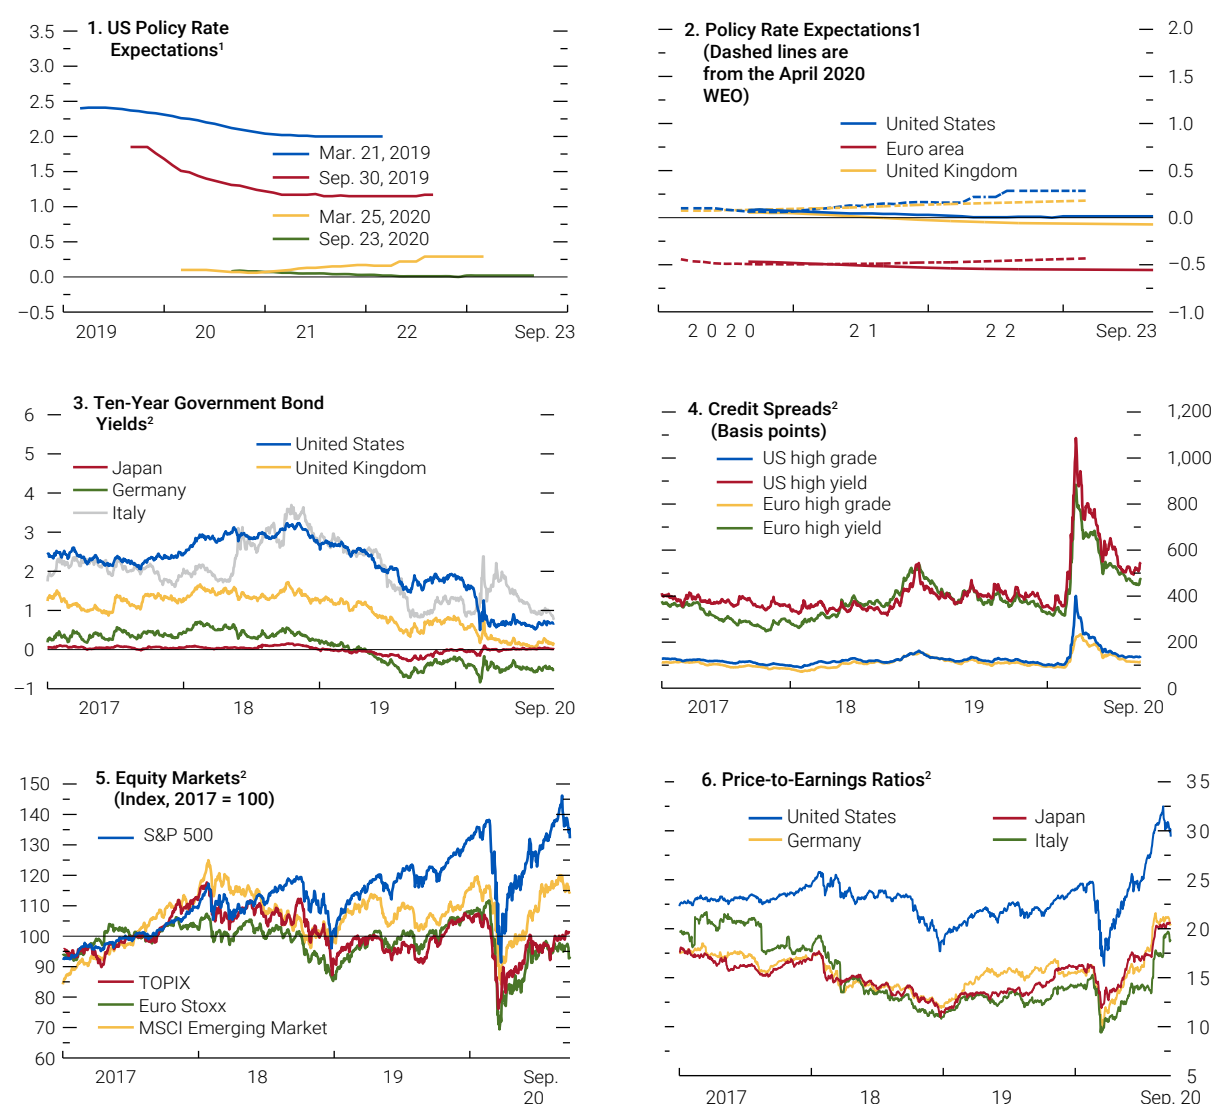 1. US Policy Rate
Expectations¹
3.5
3.0
2.5
2.0
1.5
1.0
0.5
0.0
–0.5
Mar. 21, 2019
Sep. 30, 2019
Mar. 25, 2020
Sep. 23, 2020
2019 20 21 22 Sep. 23
2. Policy Rate Expectations1
(Dashed lines are
from the April 2020
WEO)
United States
Euro area
United Kingdom
2.0
1.5
1.0
0.5
0.0
–0.5
–1.0
2020 21 22 Sep. 23
3. Ten-Year Government Bond
Yields²
United States
Japan United Kingdom
Germany
Italy
6
5
4
3
2
1
0
–1
2017 18 19 Sep. 20
4. Credit Spreads²
(Basis points)
US high grade
US high yield
Euro high grade
Euro high yield
1,200
1,000
800
600
400
200
0
2017 18 19 Sep. 20
5. Equity Markets²
(Index, 2017 = 100)
S&P 500
150
140
130
120
110
100
90
80
70
60
TOPIX
Euro Stoxx
MSCI Emerging Market
2017 18 19 Sep.
20
6. Price-to-Earnings Ratios²
United States Japan
Germany Italy
35
30
25
20
15
10
5
2017 18 19 Sep. 20